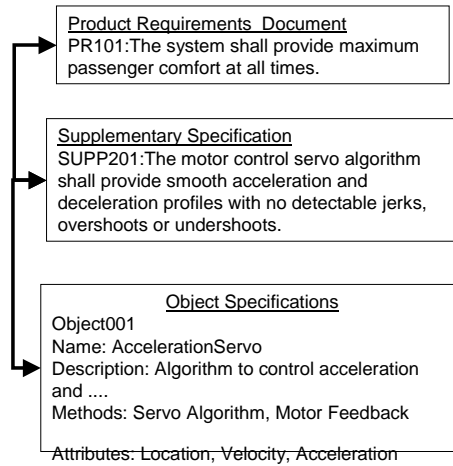 Product Requirements  Document
PR101:The system shall provide maximum
passenger comfort at all times.
Supplementary Specification
SUPP201:The motor control servo algorithm
shall provide smooth acceleration and
deceleration profiles with no detectable jerks,
overshoots or undershoots.
Object Specifications
Object001
Name: AccelerationServo
Description: Algorithm to control acceleration
and ....
Methods: Servo Algorithm, Motor Feedback
Attributes: Location, Velocity, Acceleration